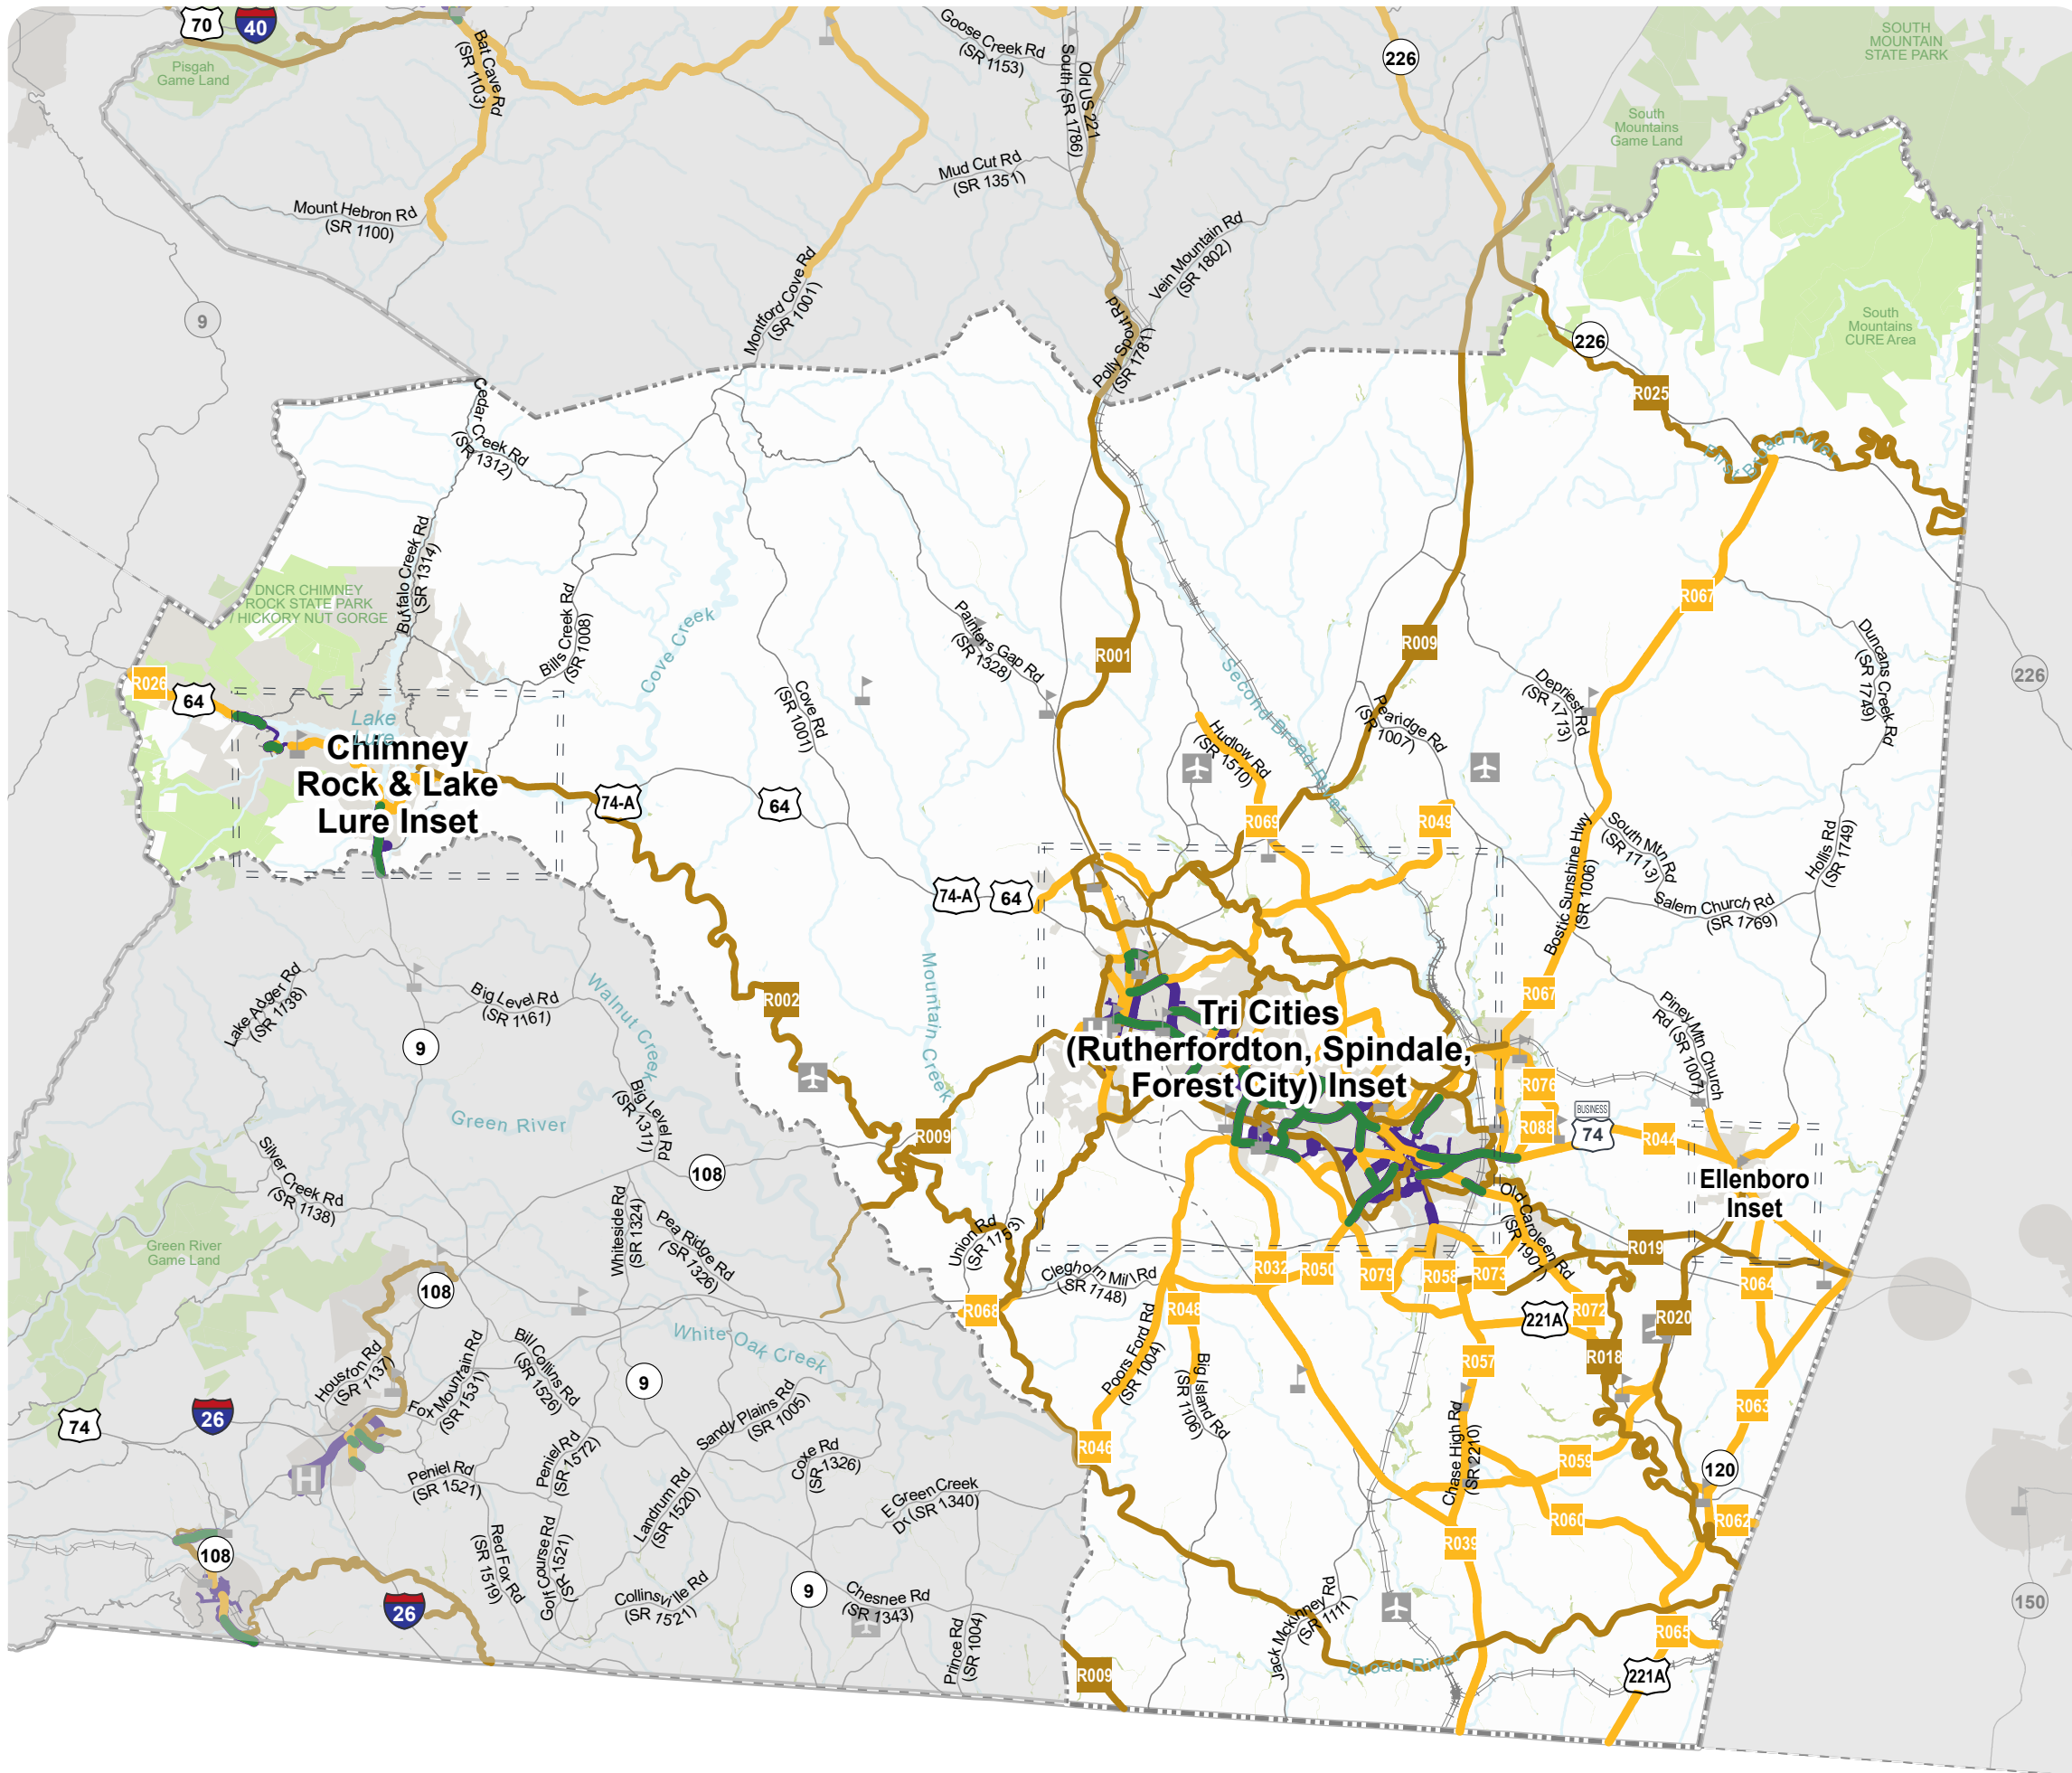 70
40
Pisgah
Game Land
Bat Cave Rd
(SR 1103)
Goose Creek Rd
(SR 1153)
Old US 221
South (SR 1786)
226
SOUTH
MOUNTAIN
STATE PARK
South
Mountains
Game Land
Mud Cut Rd
(SR 1351)
Mount Hebron Rd
(SR 1100)
Vein Mountain Rd
(SR 1802)
Montford Cove Rd
(SR 1001)
Polly Spout Rd
(SR 1781)
9
South
Mountains
CURE Area
226
R025
Cedar Creek Rd
(SR 1312)
First Broad River
Buffalo Creek Rd
(SR 1314)
DNCR CHIMNEY
ROCK STATE PARK
/ HICKORY NUT GORGE
Bills Creek Rd
(SR 1008)
Cove Creek
Painters Gap Rd
(SR 1328)
R001
R009
R067
Duncans Creek Rd
(SR 1749)
226
R026
64
Lake
Lure
Chimney
Rock & Lake
Lure Inset
Cove Rd
(SR 1001)
Second Broad River
Hudlow Rd
(SR 1510)
Pearidge Rd
(SR 1007)
Depriest Rd
(SR 1713)
74-A
64
R069
R049
South Mtn Rd
(SR 1113)
Hollis Rd
(SR 1749)
Bostic Sunshine Hwy
(SR 1006)
74-A
64
Salem Church Rd
(SR 1769)
Lake Adger Rd
(SR 1138)
Big Level Rd
(SR 1161)
Walnut Creek
R002
Mountain Creek
R067
Tri Cities
(Rutherfordton, Spindale,
Forest City) Inset
Piney Mtn Church
Rd (SR 1007)
9
H
R076
Big Level Rd
(SR 1311)
Green River
R009
R088
BUSINESS
74
R044
Ellenboro
Inset
Silver Creek Rd
(SR 1138)
108
Whiteside Rd
(SR 1324)
Pea Ridge Rd
(SR 1326)
Union Rd
(SR 1753)
Old Caroleen Rd
(SR 1901)
R019
Green River
Game Land
108
Cleghorn Mill Rd
(SR 1148)
R032
R050
R079
R058
R073
R064
R068
R048
R072
R020
221A
White Oak Creek
Houston Rd
(SR 1137)
Fox Mountain Rd
(SR 1531)
Bill Collins Rd
(SR 1526)
9
Poors Ford Rd
(SR 1004)
Big Island Rd
(SR 1106)
R057
R018
R063
74
26
Sandy Plains Rd
(SR 1005)
Chase High Rd
(SR 2210)
H
Peniel Rd
(SR 1521)
Peniel Rd
(SR 1572)
Coxe Rd
(SR 1326)
R046
R059
120
Landrum Rd
(SR 1520)
E Green Creek
Dr (SR 1340)
R060
R062
108
Red Fox Rd
(SR 1519)
Golf Course Rd
(SR 1521)
R039
26
Collinsville Rd
(SR 1521)
9
Chesnee Rd
(SR 1343)
Prince Rd
(SR 1004)
Jack Mckinney Rd
(SR 1111)
150
R065
Broad River
R009
221A